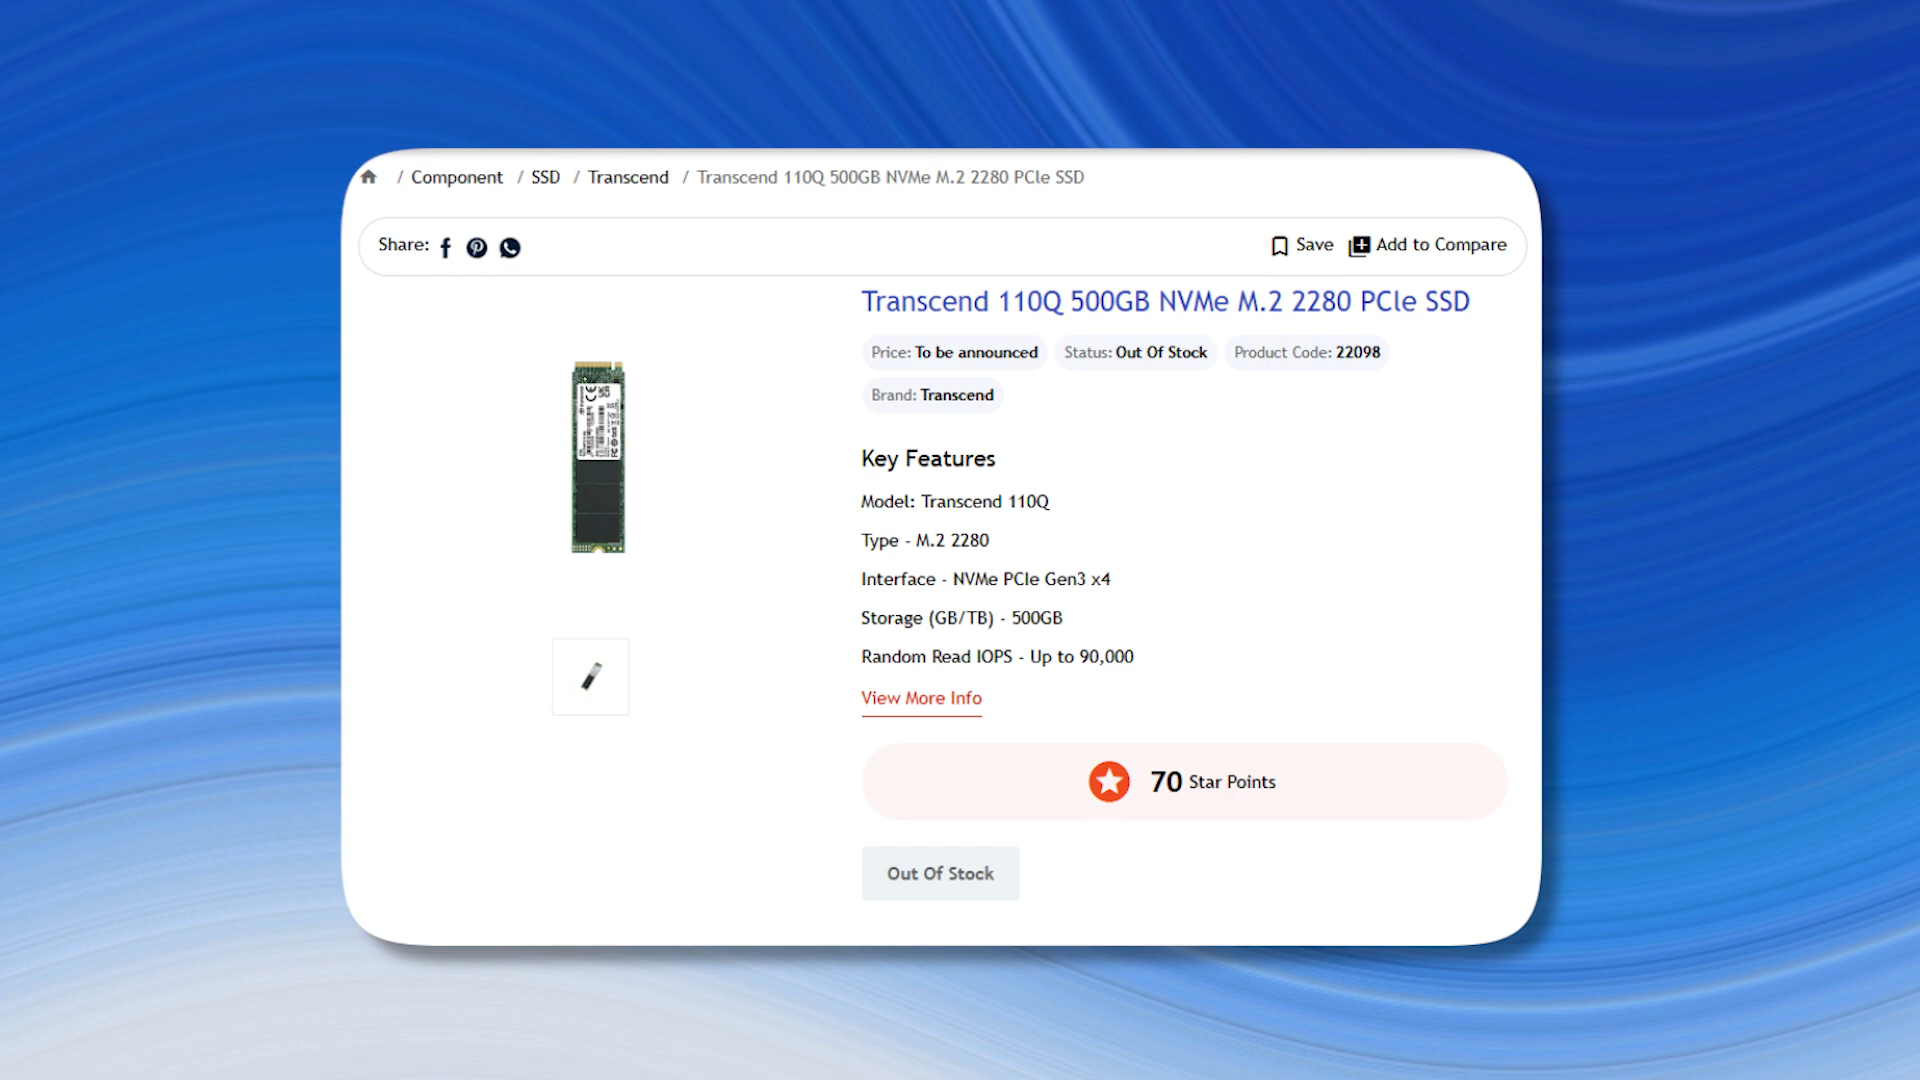 / Component / SSD / Transcend / Transcend 110Q 500GB NVMe M.2 2280 PCle SSD
Share:
Save
Add to Compare
Transcend 110Q 500GB NVMe M.2 2280 PCle SSD
Price: To be announced
Status: Out Of Stock
Product Code: 22098
Brand: Transcend
Key Features
Model: Transcend 110Q
Type - M.2 2280
Interface - NVMe PCIe Gen3 x4
Storage (GB/TB) - 500GB
Random Read IOPS - Up to 90,000
View More Info
70 Star Points
Out Of Stock